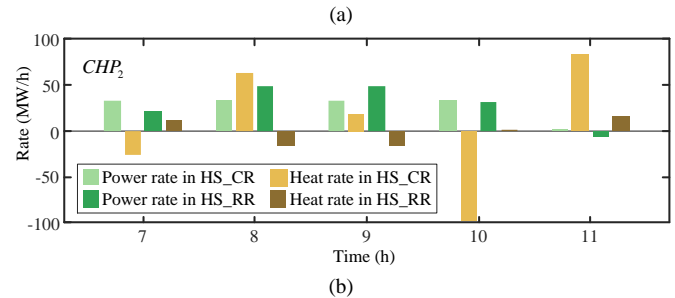 (a)
100
50
0
-50
-100
Rate (MW/h)
CHP2
Power rate in HS_CR Heat rate in HS_CR
Power rate in HS_RR Heat rate in HS_RR
7 8 9 10 11
Time (h)
(b)